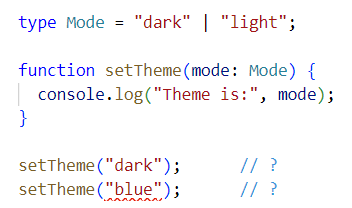 type Mode = "dark" | "light";

function setTheme(mode: Mode) {
  console.log("Theme is:", mode);
}

setTheme("dark");      // ?
setTheme("blue");      // ?